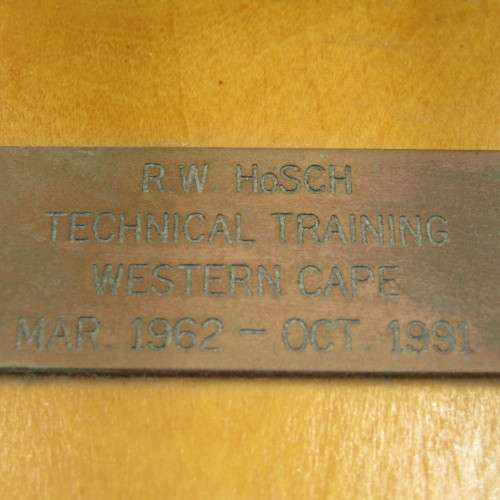 R.W. HoSCH
TECHNICAL TRAINING
WESTERN CAPE
MAR. 1962 - OCT. 1991